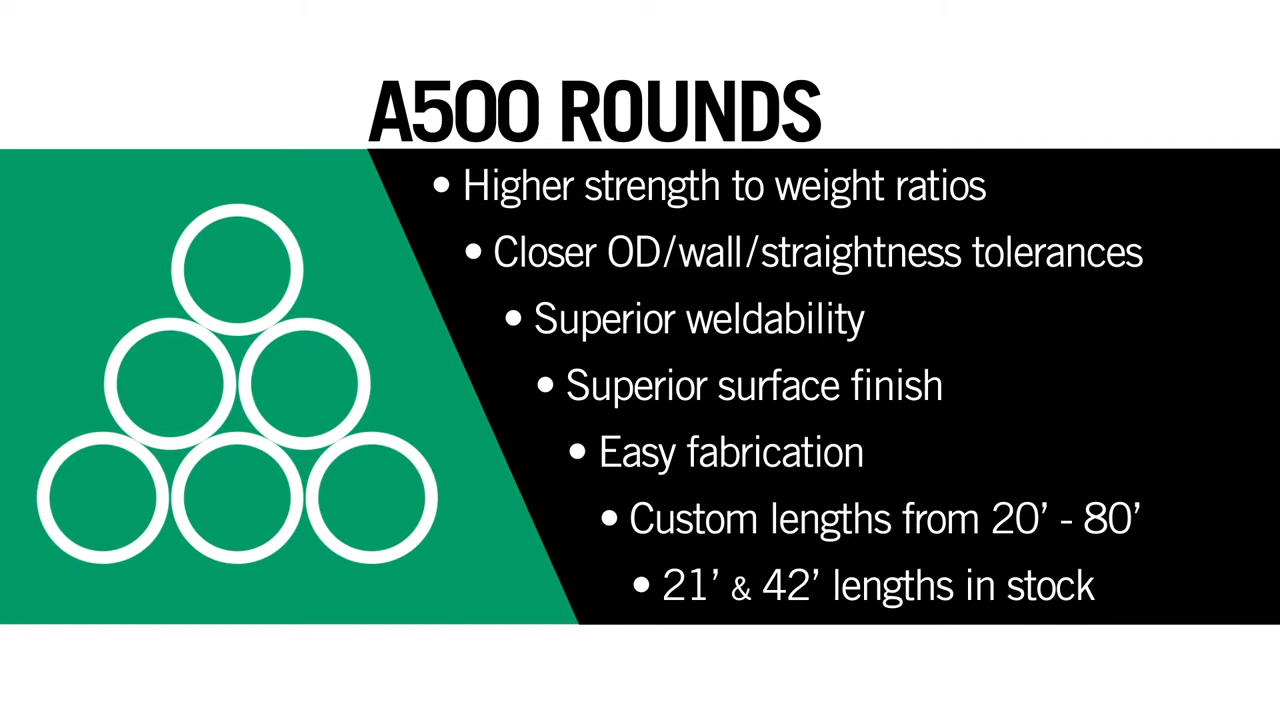 A500 ROUNDS
• Higher strength to weight ratios
• Closer OD/wall/straightness tolerances
• Superior weldability
• Superior surface finish
• Easy fabrication
• Custom lengths from 20’ - 80’
• 21’ & 42’ lengths in stock